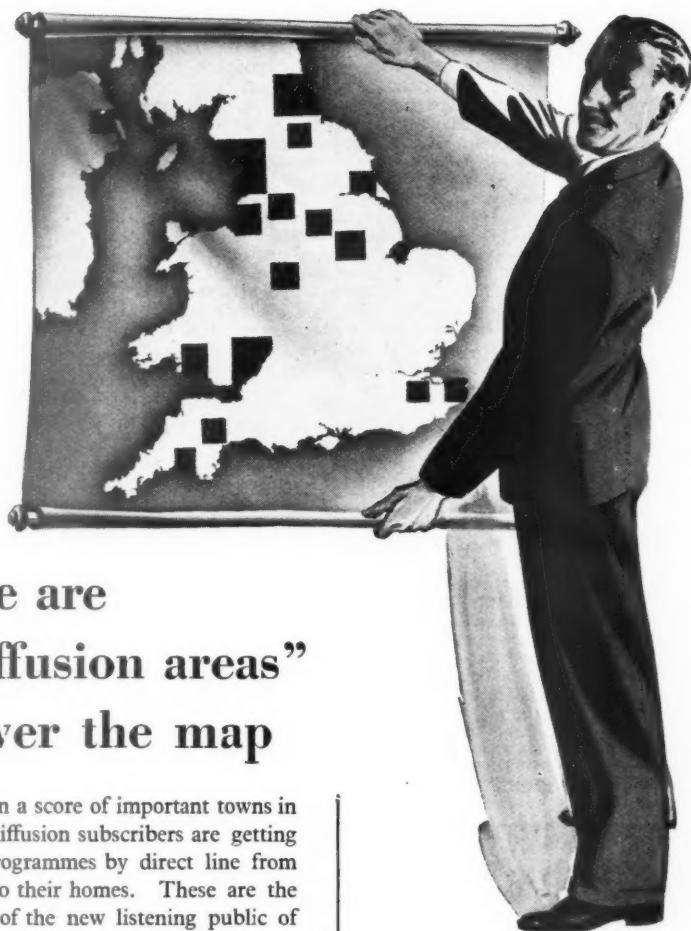 e are
ffusion areas”
ver the map
n a score of important towns in
iffusion subscribers are getting
rogrammes by direct line from
o their homes. These are the
of the new listening public of